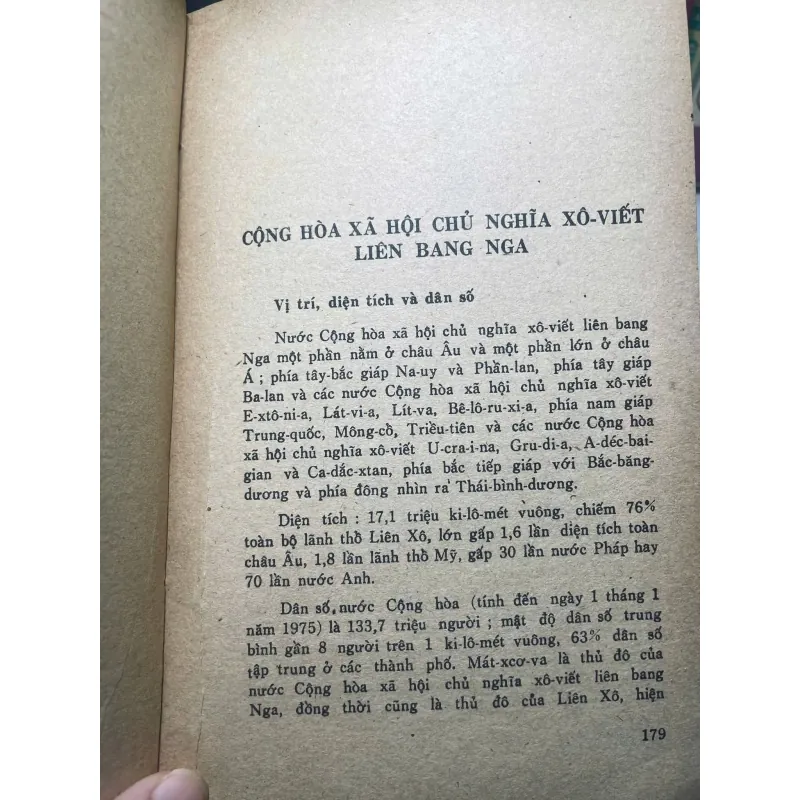 CỘNG HÒA XÃ HỘI CHỦ NGHĨA XÔ-VIẾT
LIÊN BANG NGA
Vị trí, diện tích và dân số
Nước Cộng hòa xã hội chủ nghĩa xô-viết liên bang
Nga một phần nằm ở châu Âu và một phần lớn ở châu
Á ; phía tây-bắc giáp Na-uy và Phần-lan, phía tây giáp
Ba-lan và các nước Cộng hòa xã hội chủ nghĩa xô-viết
E-xtô-ni-a, Lát-vi-a, Lít-va, Bê-lô-ru-xi-a, phía nam giáp
Trung-quốc, Mông-cổ, Triều-tiên và các nước Cộng hòa
xã hội chủ nghĩa xô-viết U-cra-i-na, Gru-di-a, A-déc-bai-
gian và Ca-dắc-xtan, phía bắc tiếp giáp với Bắc-băng-
dương và phía đông nhìn ra Thái-bình-dương.
Diện tích : 17,1 triệu ki-lô-mét vuông, chiếm 76%
toàn bộ lãnh thổ Liên Xô, lớn gấp 1,6 lần diện tích toàn
châu Âu, 1,8 lần lãnh thổ Mỹ, gấp 30 lần nước Pháp hay
70 lần nước Anh.
Dân số nước Cộng hòa (tính đến ngày 1 tháng 1
năm 1975) là 133,7 triệu người ; mật độ dân số trung
bình gần 8 người trên 1 ki-lô-mét vuông, 63% dân số
tập trung ở các thành phố. Mát-xcơ-va là thủ đô của
nước Cộng hòa xã hội chủ nghĩa xô-viết liên bang
Nga, đồng thời cũng là thủ đô của Liên Xô, hiện
179